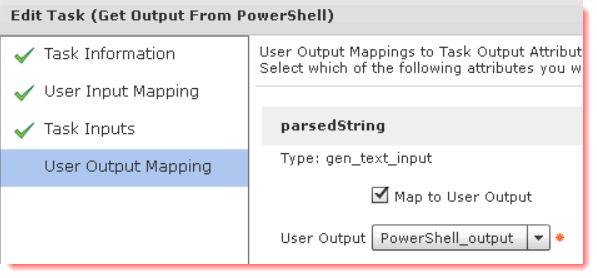 Edit Task (Get Output From PowerShell)
Task Information
User Input Mapping
Task Inputs
User Output Mapping
User Output Mappings to Task Output Attribut
Select which of the following attributes you w
parsedString
Type: gen_text_input
Map to User Output
User Output PowerShell_output